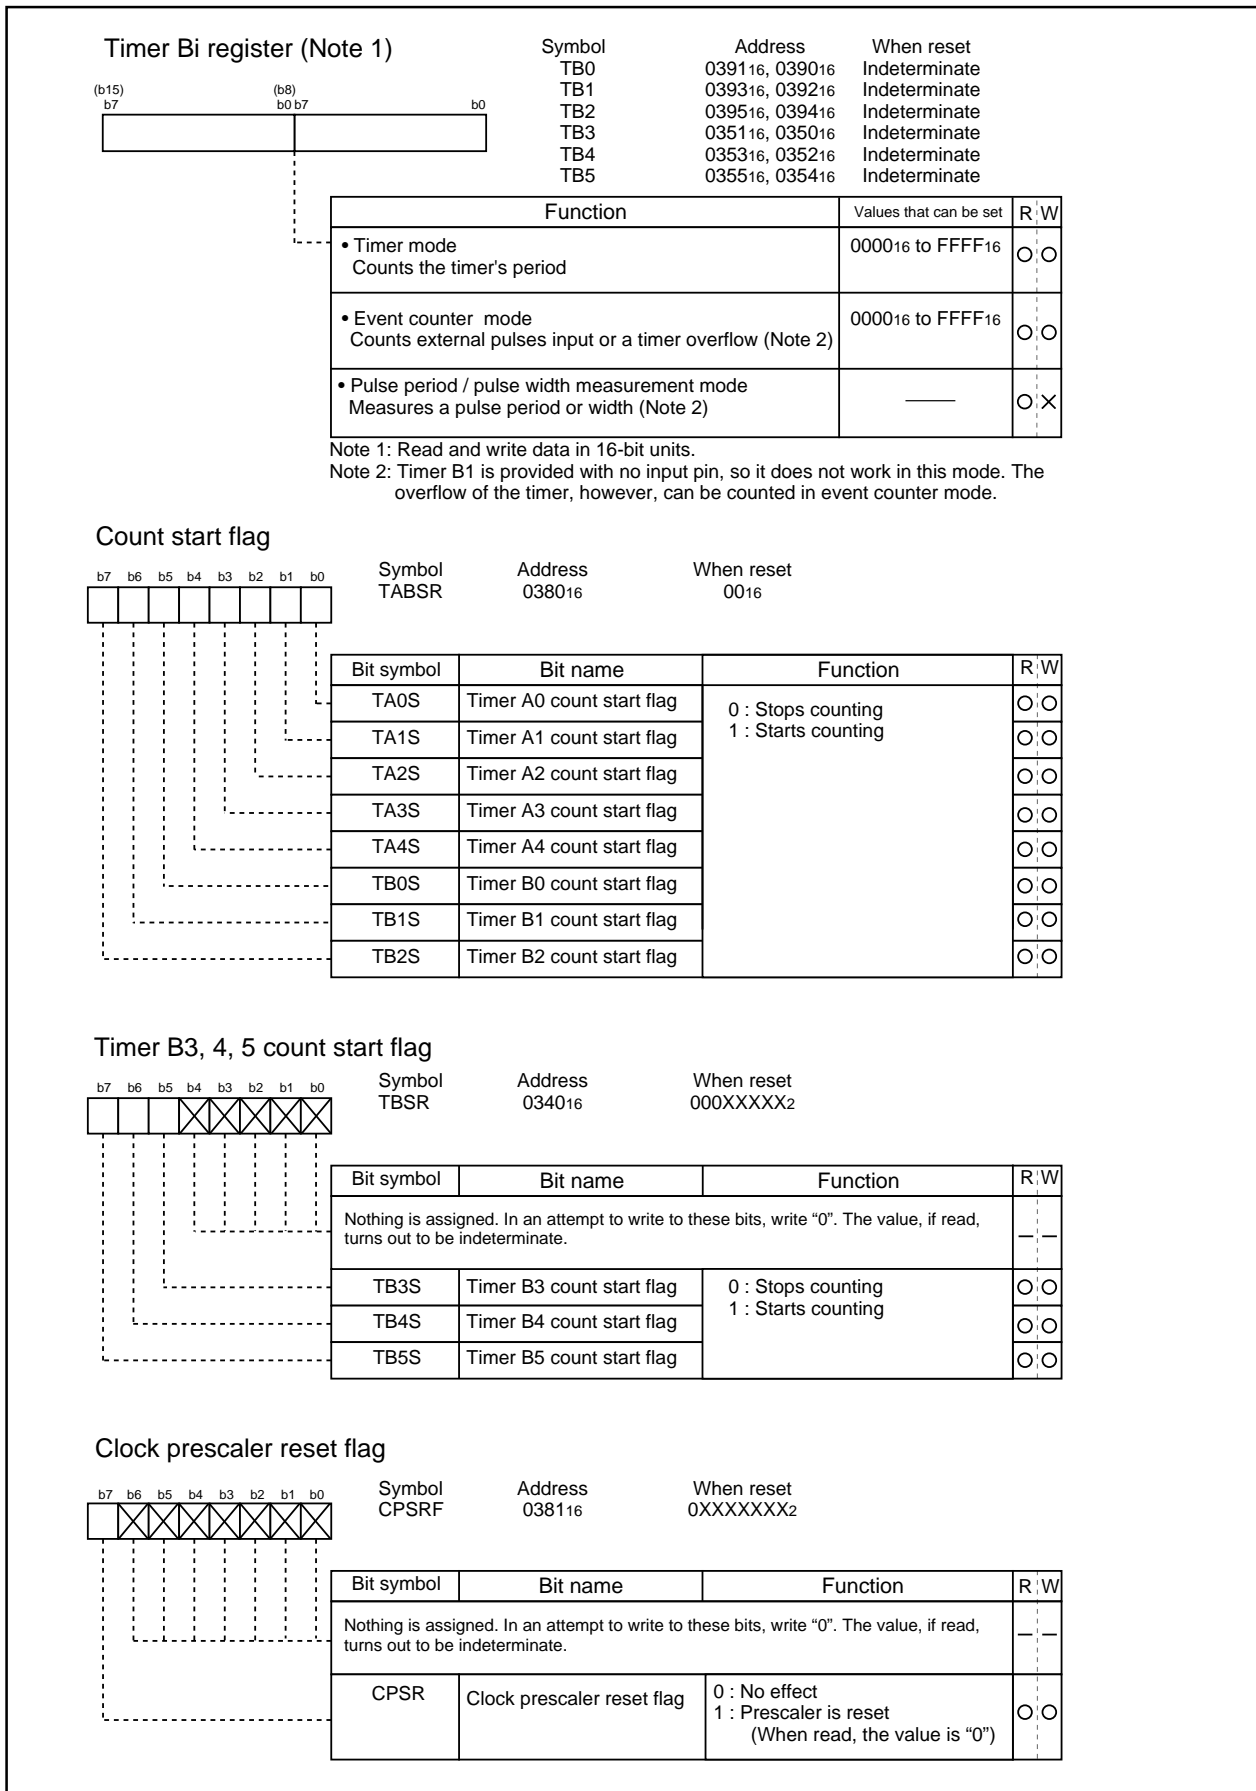 Timer Bi register (Note 1)
Symbol Address When reset
TB0 039116, 039016 Indeterminate
TB1 039316, 039216 Indeterminate
TB2 039516, 039416 Indeterminate
TB3 035116, 035016 Indeterminate
TB4 035316, 035216 Indeterminate
TB5 035516, 035416 Indeterminate
(b15) (b8)
b7 b0 b7 b0
Function Values that can be set R W
• Timer mode 000016 to FFFF16
Counts the timer's period
• Event counter mode 000016 to FFFF16
Counts external pulses input or a timer overflow (Note 2)
• Pulse period / pulse width measurement mode
Measures a pulse period or width (Note 2)
Note 1: Read and write data in 16-bit units.
Note 2: Timer B1 is provided with no input pin, so it does not work in this mode. The
overflow of the timer, however, can be counted in event counter mode.
Count start flag
Symbol Address When reset
TABSR 038016 0016
b7 b6 b5 b4 b3 b2 b1 b0
Bit symbol Bit name Function R W
TA0S Timer A0 count start flag 0 : Stops counting
1 : Starts counting
TA1S Timer A1 count start flag
TA2S Timer A2 count start flag
TA3S Timer A3 count start flag
TA4S Timer A4 count start flag
TB0S Timer B0 count start flag
TB1S Timer B1 count start flag
TB2S Timer B2 count start flag
Timer B3, 4, 5 count start flag
Symbol Address When reset
TBSR 034016 000XXXXX2
b7 b6 b5 b4 b3 b2 b1 b0
Bit symbol Bit name Function R W
Nothing is assigned. In an attempt to write to these bits, write “0”. The value, if read,
turns out to be indeterminate.
TB3S Timer B3 count start flag 0 : Stops counting
1 : Starts counting
TB4S Timer B4 count start flag
TB5S Timer B5 count start flag
Clock prescaler reset flag
Symbol Address When reset
CPSRF 038116 0XXXXXXX2
b7 b6 b5 b4 b3 b2 b1 b0
Bit symbol Bit name Function R W
Nothing is assigned. In an attempt to write to these bits, write “0”. The value, if read,
turns out to be indeterminate.
CPSR Clock prescaler reset flag 0 : No effect
1 : Prescaler is reset
(When read, the value is “0”)